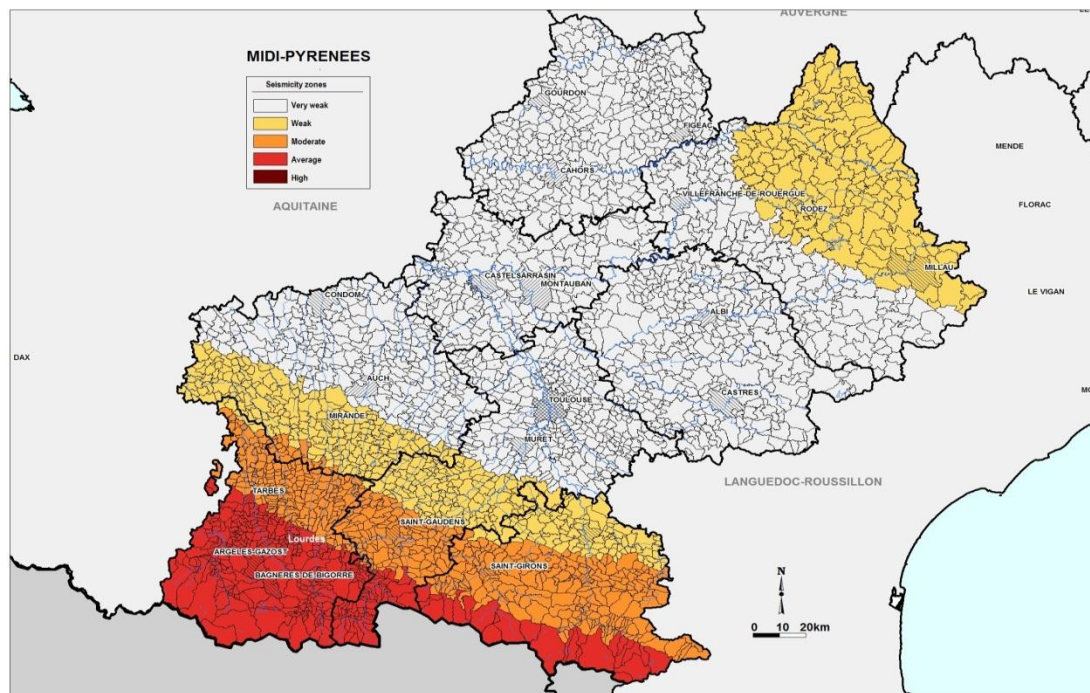 AUVERGNE
MIDI-PYRENEES
Seismicity zones
Very weak
Weak
Moderate
Average
High
AQUITAINE
GOURDON
FIGEAC
CAHORS
VILLEFRANCHE-DE-ROUERGUE
RODEZ
MENDE
FLORAC
MILLAU
LE VIGAN
CASTELSARRASIN
MONTAUBAN
CONDOM
ALBI
DAX
AUCH
CASTRES
TOULOUSE
MIRANDE
MURET
LANGUEDOC-ROUSSILLON
TARBES
SAINT-GAUDENS
Lourdes
ARGELES-GAZOST
SAINT-GIRONS
BAGNERES-DE-BIGORRE
N
0 10 20km